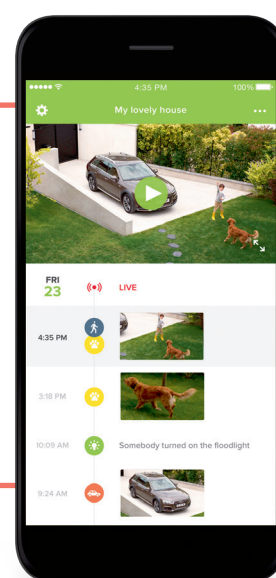 4:35 PM
100%
My lovely house
FRI
23
LIVE
4:35 PM
3:18 PM
10:09 AM
Somebody turned on the floodlight
9:24 AM